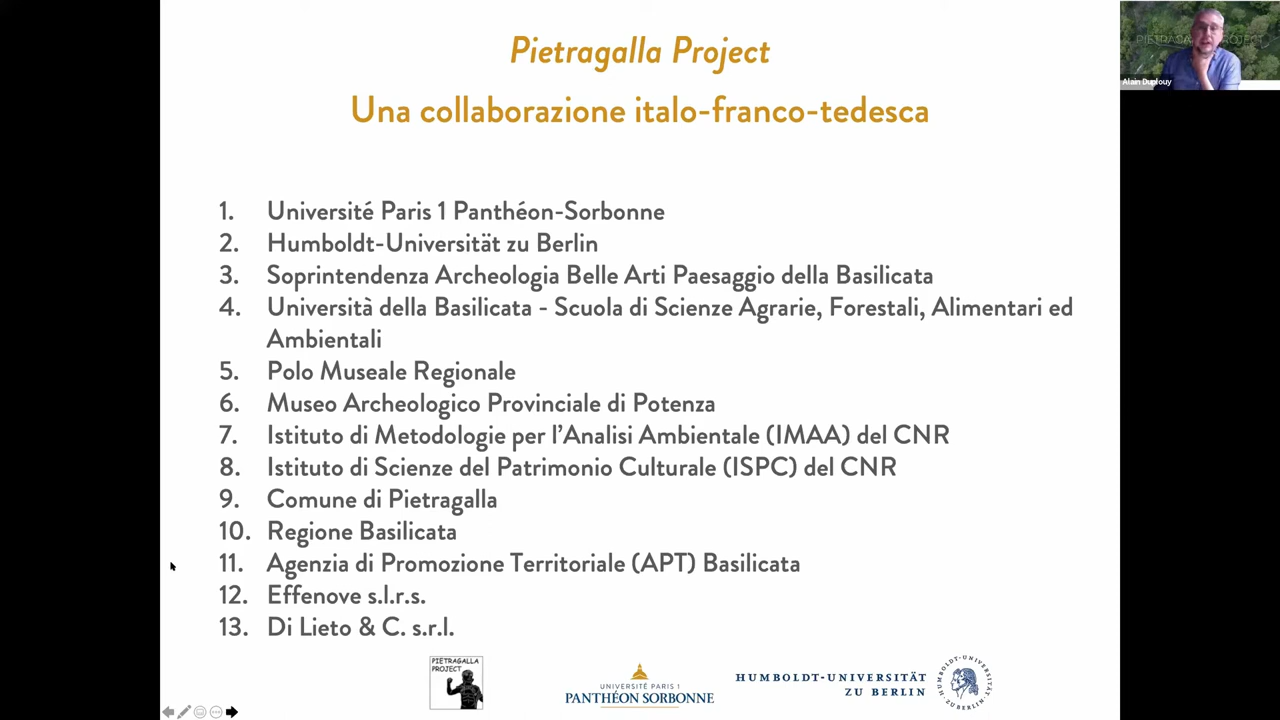 Pietragalla Project
Una collaborazione italo-franco-tedesca
1. Université Paris 1 Panthéon-Sorbonne
2. Humboldt-Universität zu Berlin
3. Soprintendenza Archeologia Belle Arti Paesaggio della Basilicata
4. Università della Basilicata - Scuola di Scienze Agrarie, Forestali, Alimentari ed
Ambientali
5. Polo Museale Regionale
6. Museo Archeologico Provinciale di Potenza
7. Istituto di Metodologie per l'Analisi Ambientale (IMAA) del CNR
8. Istituto di Scienze del Patrimonio Culturale (ISPC) del CNR
9. Comune di Pietragalla
10. Regione Basilicata
11. Agenzia di Promozione Territoriale (APT) Basilicata
12. Effenove s.l.r.s.
13. Di Lieto & C. s.r.l.
PIETRAGALLA
PROJECT
UNIVERSITÉ PARIS 1
PANTHÉON SORBONNE
HUMBOLDT-UNIVERSITÄT
ZU BERLIN
HUMBOLDT-UNIVERSITÄT
ZU BERLIN
Alain Duplouy